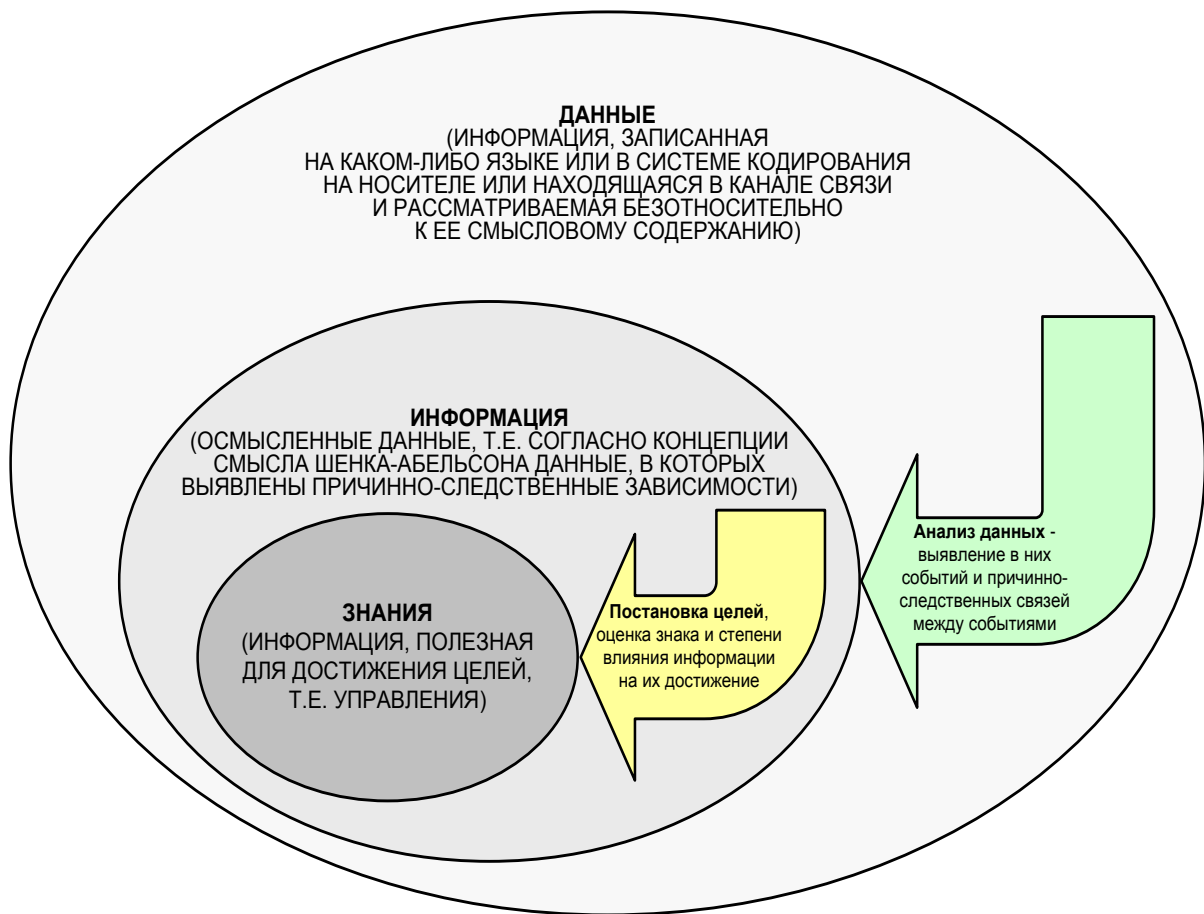 ДАННЫЕ
(ИНФОРМАЦИЯ, ЗАПИСАННАЯ
НА КАКОМ-ЛИБО ЯЗЫКЕ ИЛИ В СИСТЕМЕ КОДИРОВАНИЯ
НА НОСИТЕЛЕ ИЛИ НАХОДЯЩАЯСЯ В КАНАЛЕ СВЯЗИ
И РАССМАТРИВАЕМАЯ БЕЗОТНОСИТЕЛЬНО
К ЕЕ СМЫСЛОВОМУ СОДЕРЖАНИЮ)
ИНФОРМАЦИЯ
(ОСМЫСЛЕННЫЕ ДАННЫЕ, Т.Е. СОГЛАСНО КОНЦЕПЦИИ
СМЫСЛА ШЕНКА-АБЕЛЬСОНА ДАННЫЕ, В КОТОРЫХ
ВЫЯВЛЕНЫ ПРИЧИННО-СЛЕДСТВЕННЫЕ ЗАВИСИМОСТИ)
ЗНАНИЯ
(ИНФОРМАЦИЯ, ПОЛЕЗНАЯ
ДЛЯ ДОСТИЖЕНИЯ ЦЕЛЕЙ,
Т.Е. УПРАВЛЕНИЯ)
Постановка целей,
оценка знака и степени
влияния информации
на их достижение
Анализ данных -
выявление в них
событий и причинно-
следственных связей
между событиями